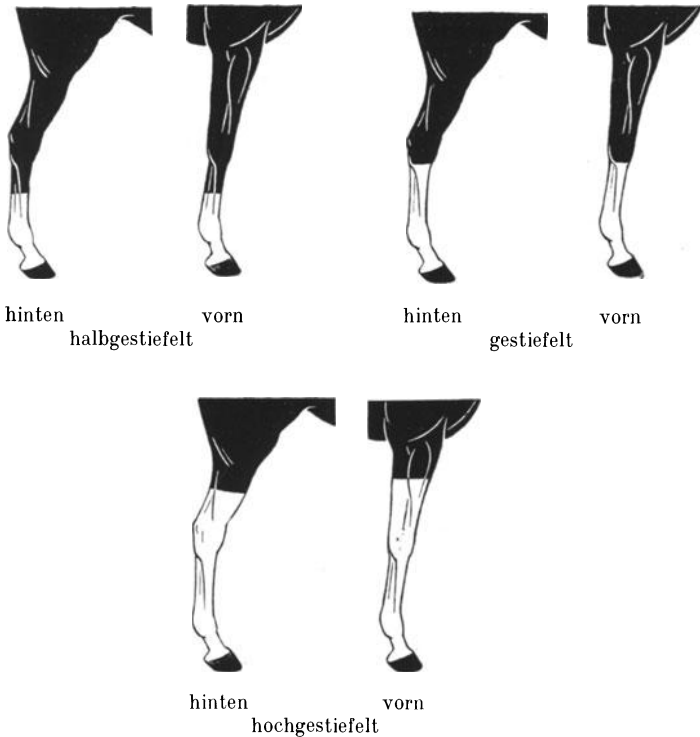 hinten vorn
halbgestiefelt
hinten vorn
gestiefelt
hinten vorn
hochgestiefelt